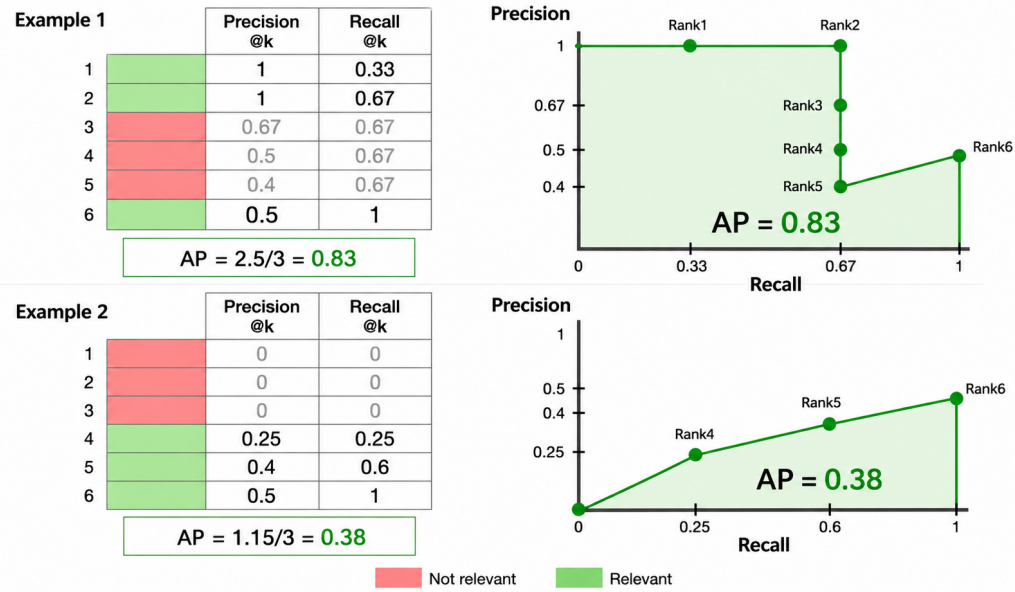 Example 1
Precision @k
Recall @k
1 1 0.33
2 1 0.67
3 0.67 0.67
4 0.5 0.67
5 0.4 0.67
6 0.5 1
AP = 2.5/3 = 0.83
Precision
1
0.67
0.5
0.4
Rank1
Rank2
Rank3
Rank4
Rank5
Rank6
AP = 0.83
0 0.33 0.67 1
Recall
Example 2
Precision @k
Recall @k
1 0 0
2 0 0
3 0 0
4 0.25 0.25
5 0.4 0.6
6 0.5 1
AP = 1.15/3 = 0.38
Precision
1
0.5
0.4
0.25
Rank4
Rank5
Rank6
AP = 0.38
0 0.25 0.6 1
Recall
Not relevant
Relevant